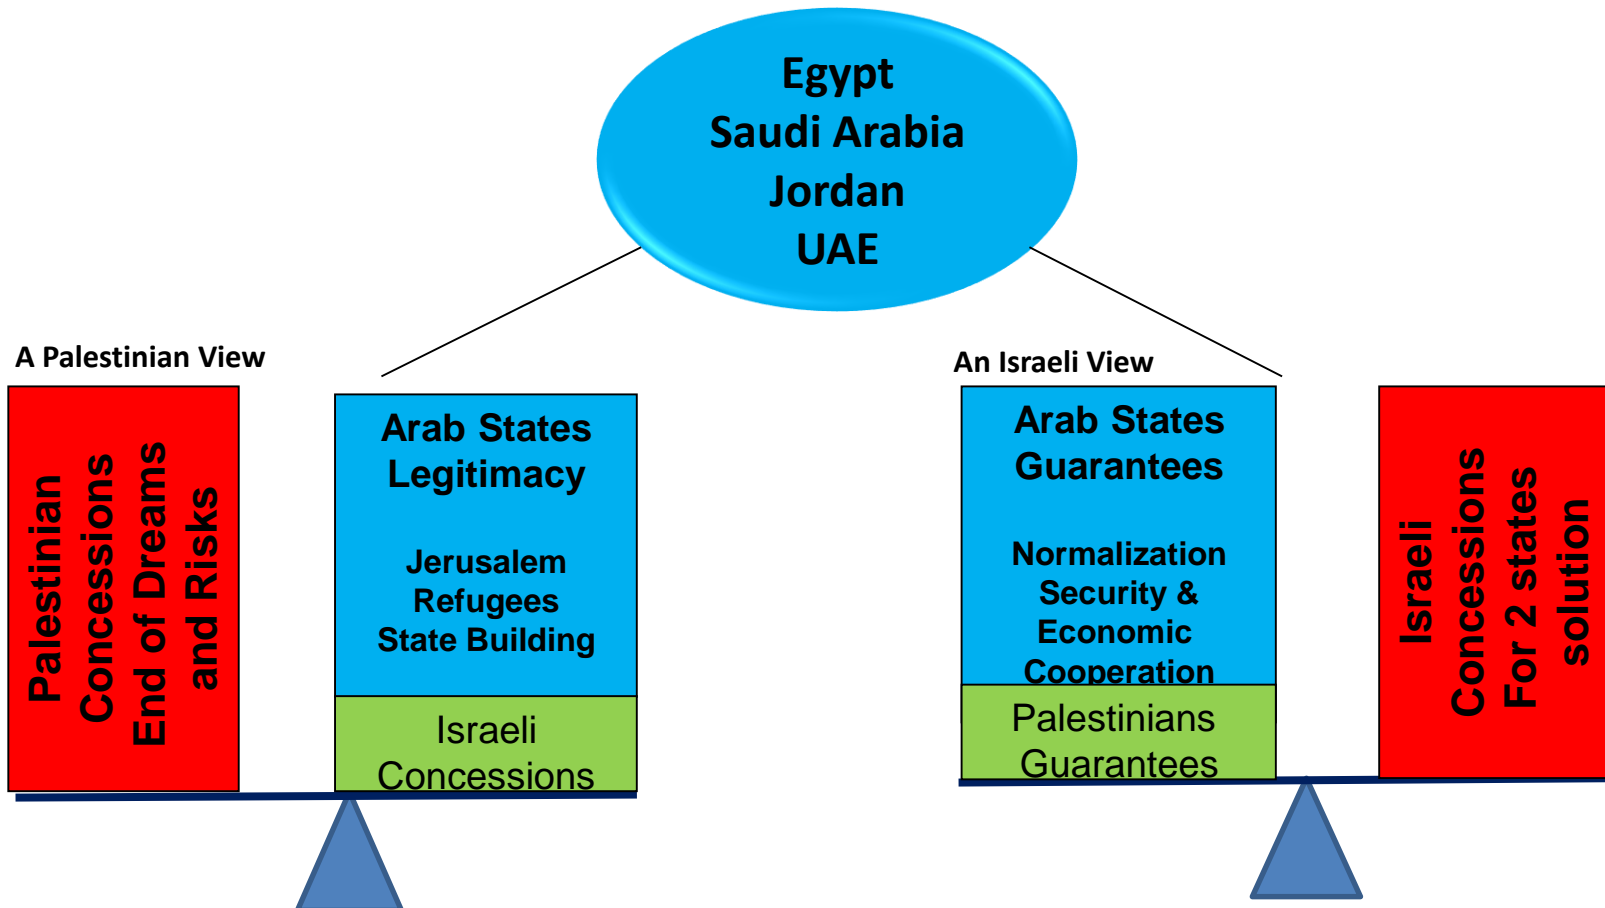 Egypt
Saudi Arabia
Jordan
UAE
A Palestinian View
Palestinian
Concessions
End of Dreams
and Risks
Arab States
Legitimacy
Jerusalem
Refugees
State Building
Israeli
Concessions
An Israeli View
Arab States
Guarantees
Normalization
Security &
Economic
Cooperation
Palestinians
Guarantees
Israeli
Concessions
For 2 states
solution